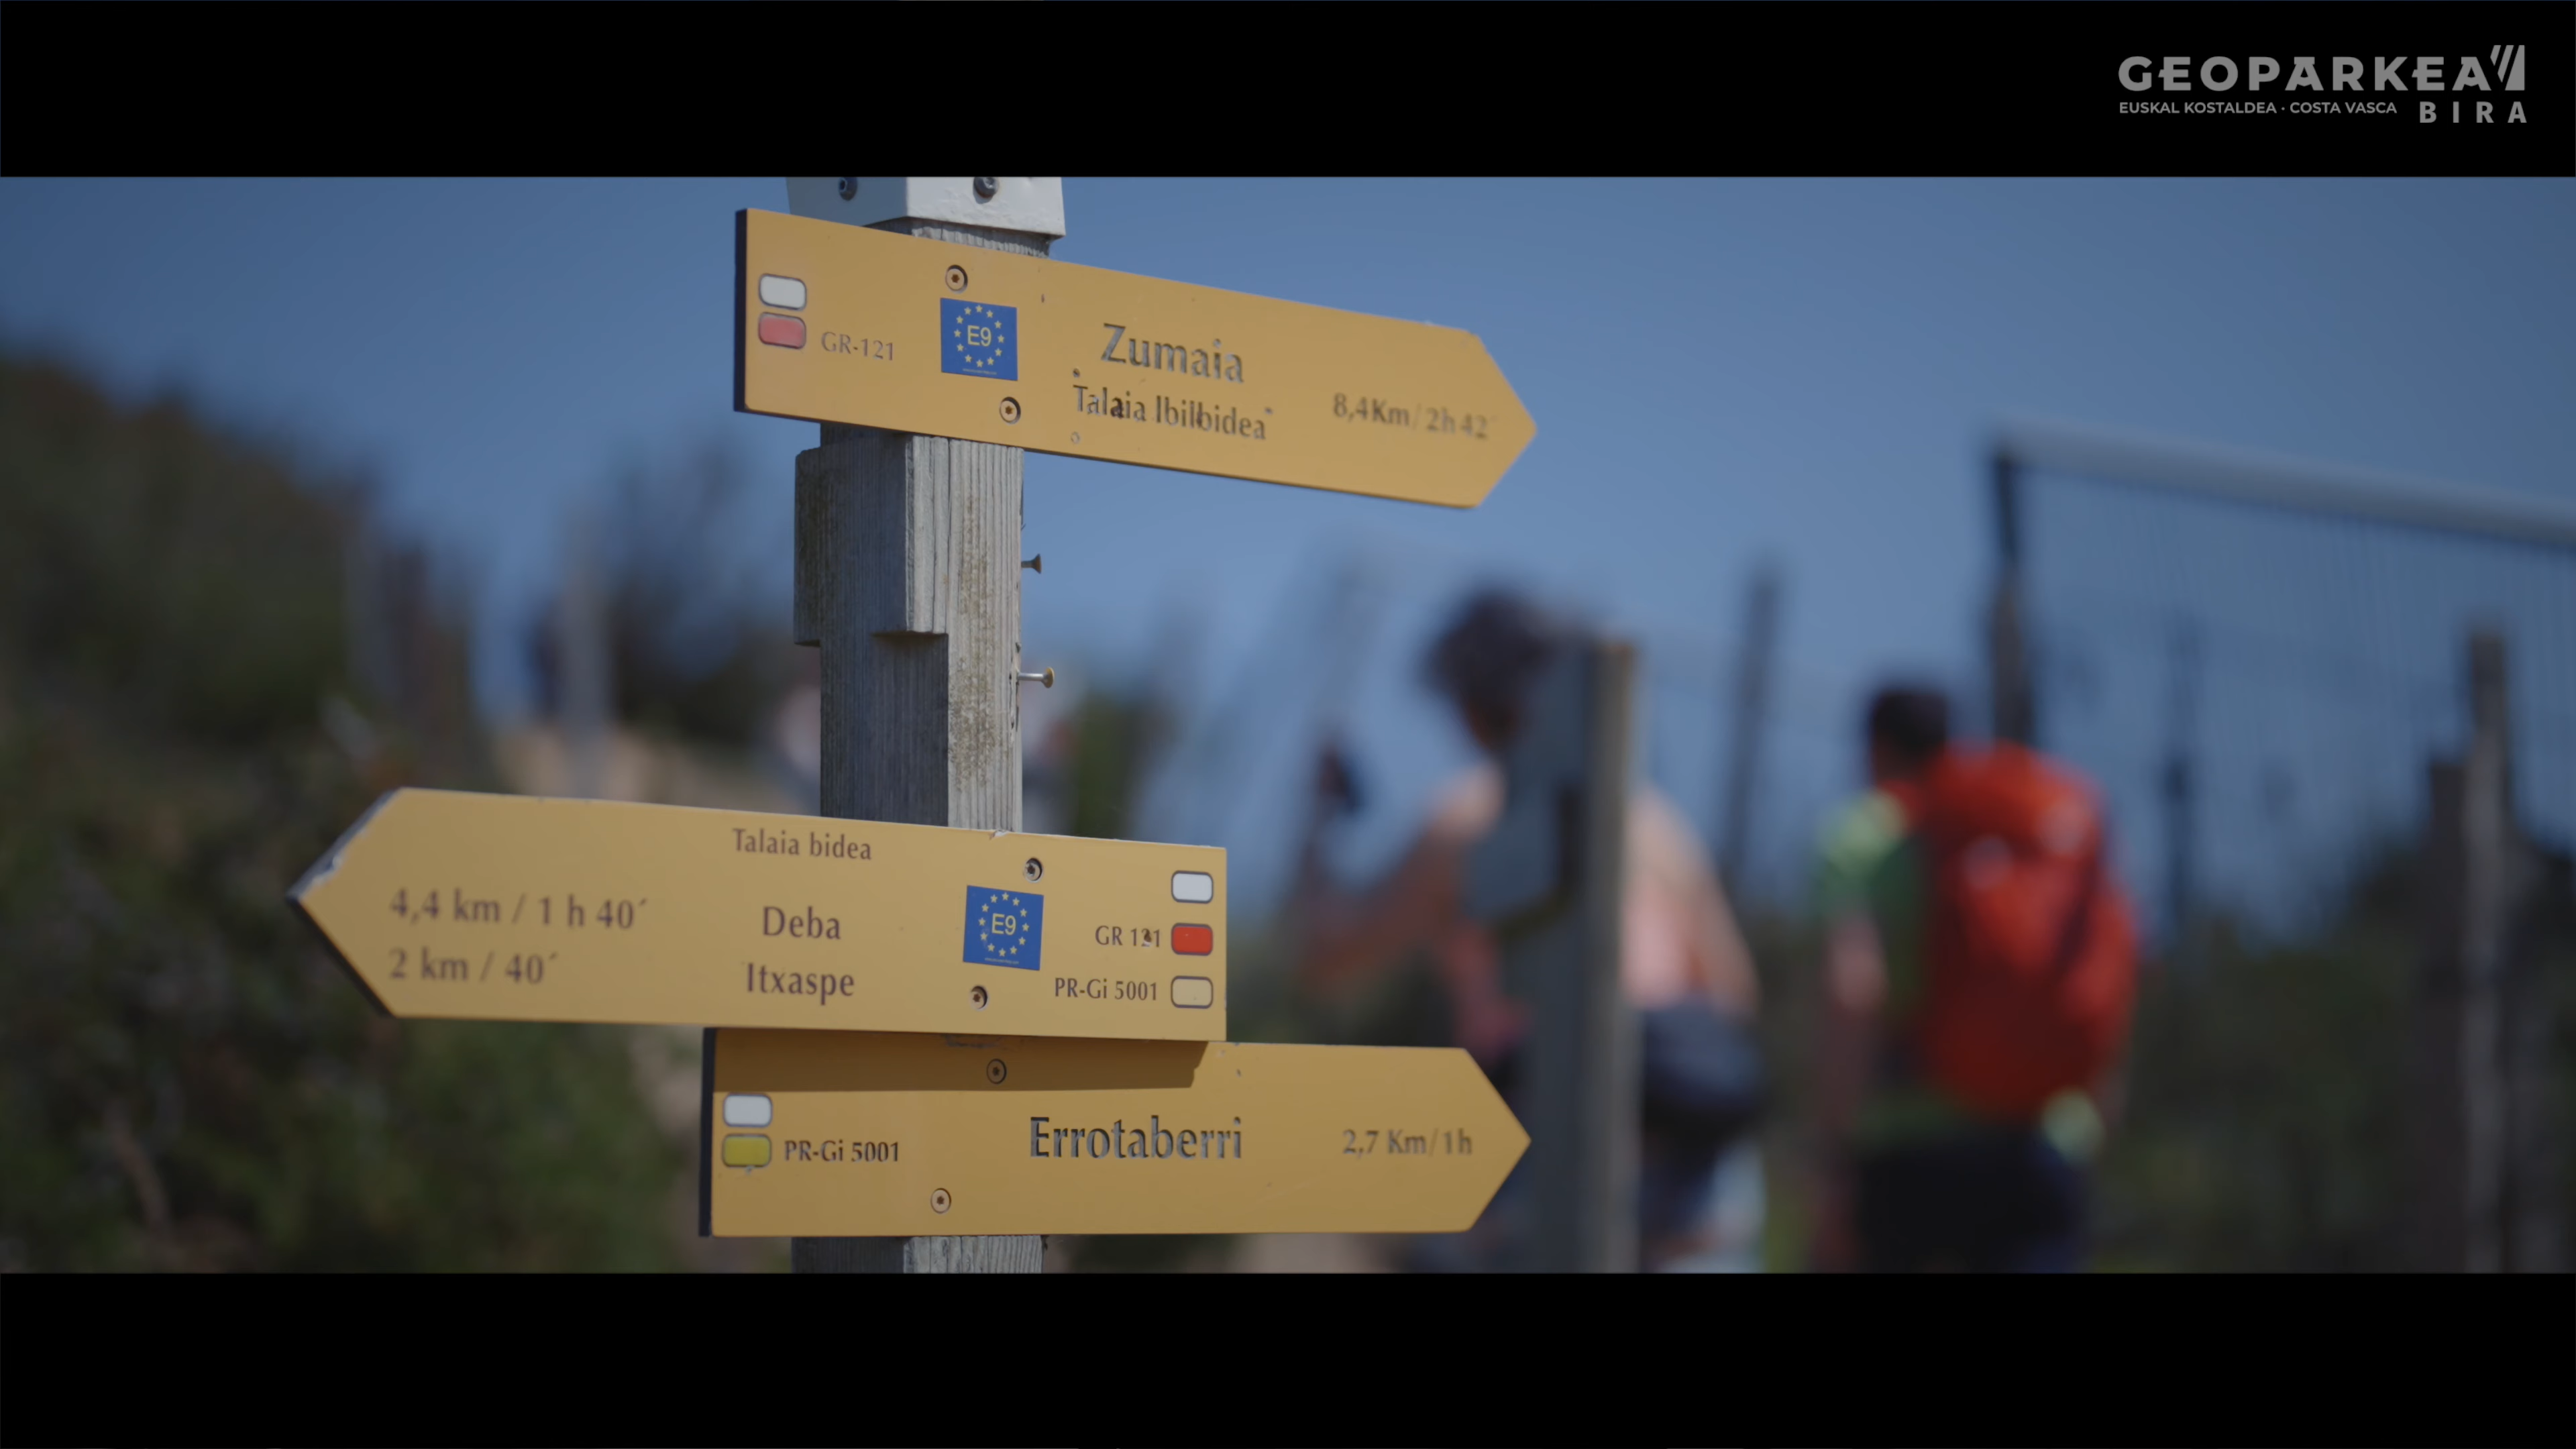 GEOPARKEA
EUSKAL KOSTALDEA · COSTA VASCA BIRA
GR-121
E9
Zumaia
Talaia Ibilbidea
8,4Km/2h 42´
Talaia bidea
4,4 km / 1 h 40´
Deba
E9
GR 121
2 km / 40´
Itxaspe
PR-Gi 5001
PR-Gi 5001
Errotaberri
2,7 Km/1h